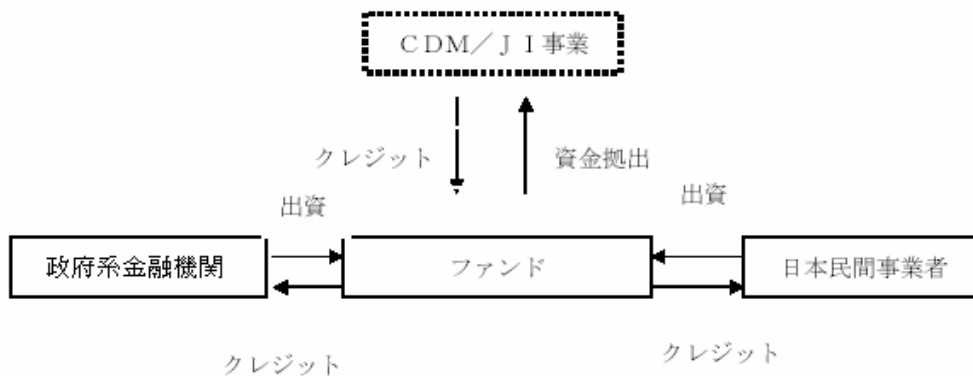 ＣＤＭ／ＪＩ事業
クレジット
資金拠出
出資
出資
政府系金融機関
ファンド
日本民間事業者
クレジット
クレジット